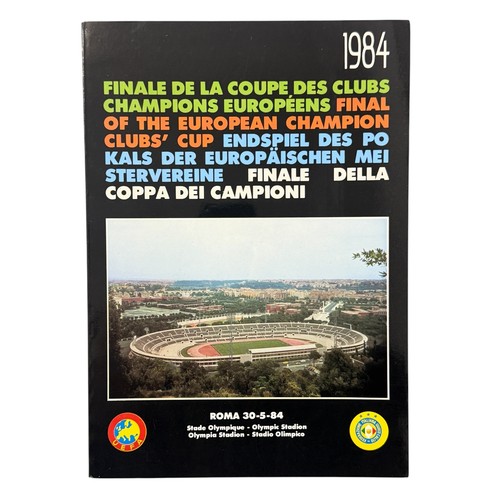 1984
FINALE DE LA COUPE DES CLUBS
CHAMPIONS EUROPÉENS FINAL
OF THE EUROPEAN CHAMPION
CLUBS' CUP ENDSPIEL DES PO
KALS DER EUROPÄISCHEN MEI
STERVEREINE FINALE DELLA
COPPA DEI CAMPIONI
ROMA 30-5-84
Stade Olympique - Olympic Stadion
Olympia Stadion - Stadio Olimpico
UEFA